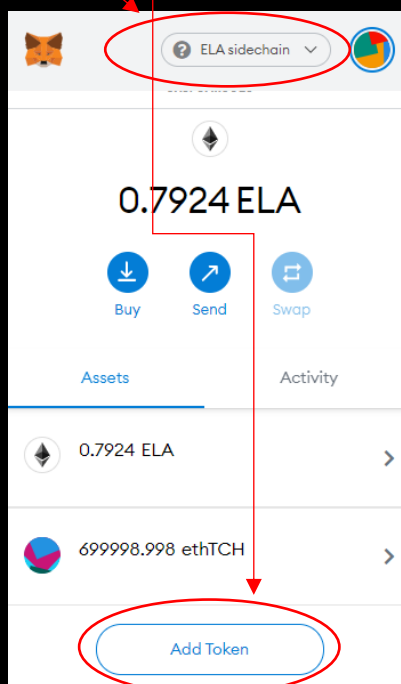 ELA sidechain
0.7924 ELA
Buy Send Swap
Assets Activity
0.7924 ELA
699998.998 ethTCH
Add Token